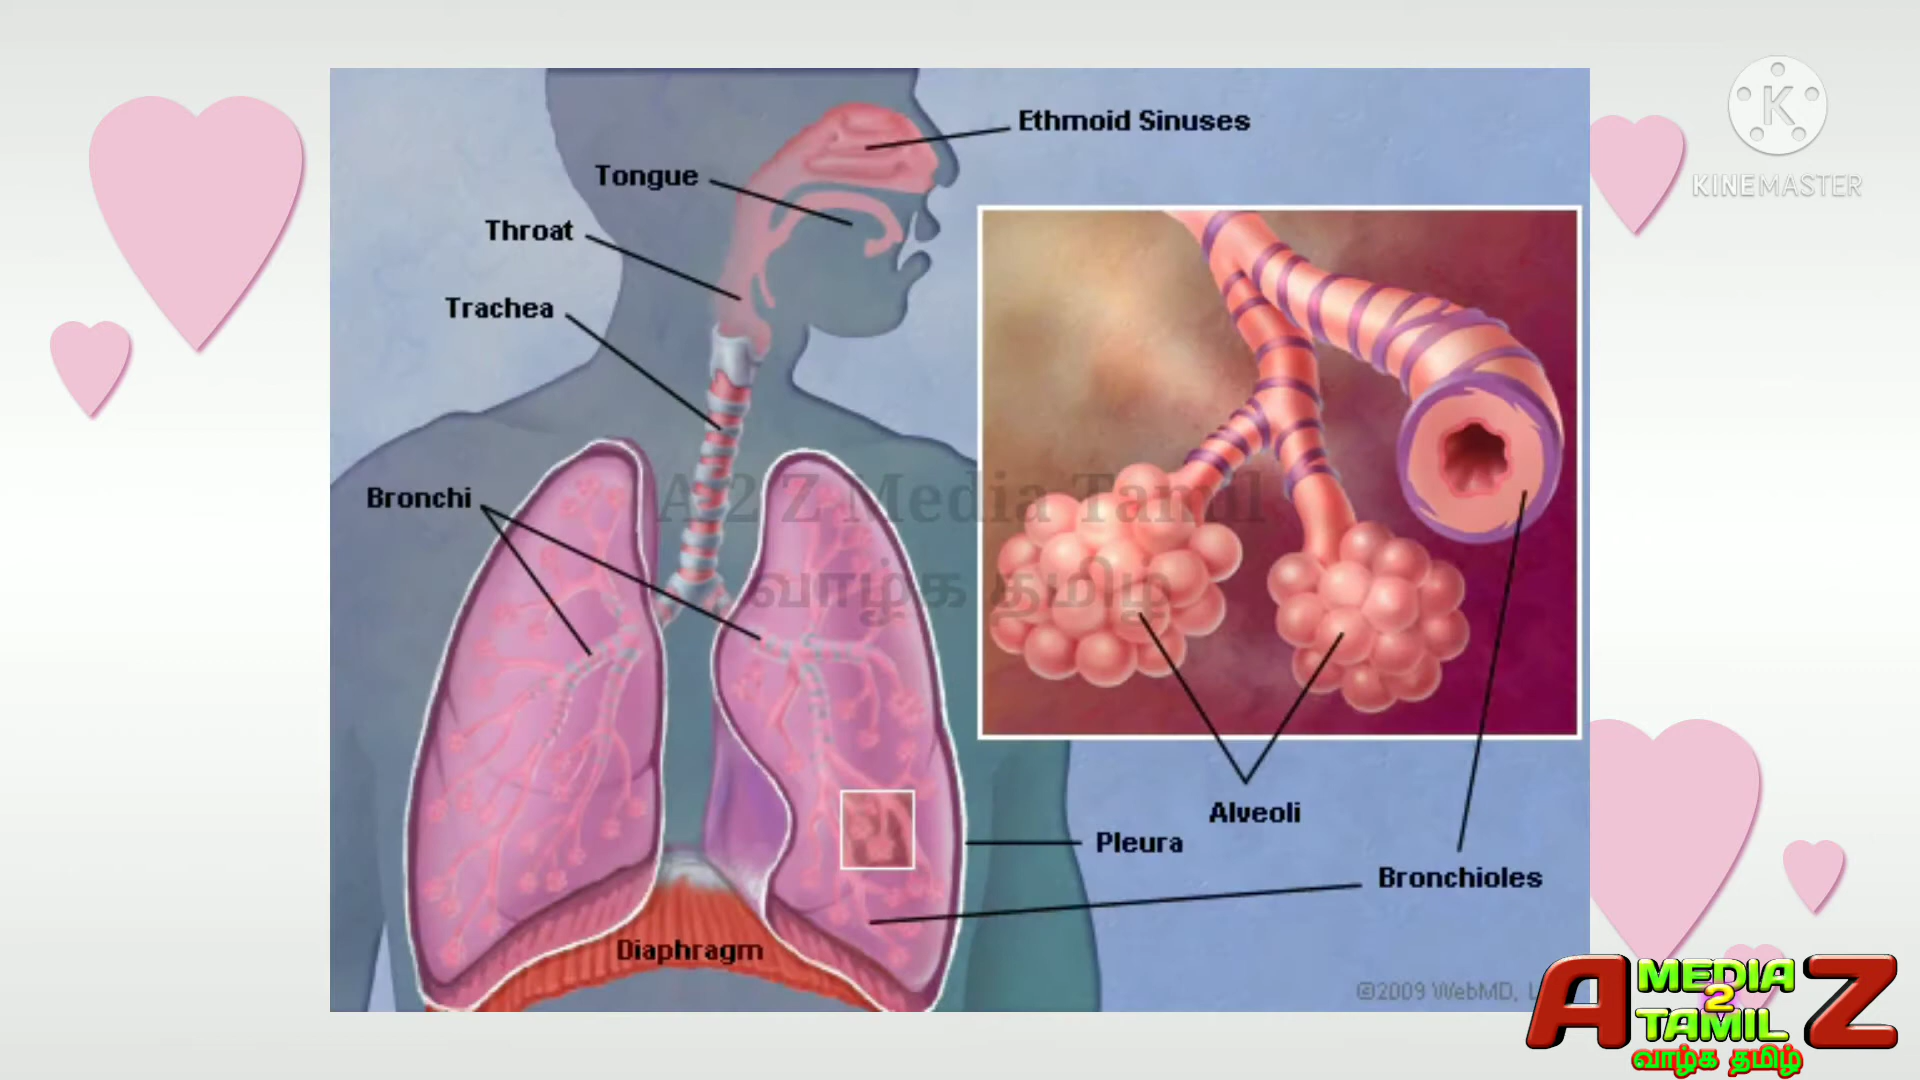 Ethmoid Sinuses
Tongue
Throat
Trachea
Bronchi
Alveoli
Pleura
Bronchioles
Diaphragm
KINEMASTER
A 2 Z Media Tamil
வாழ்க தமிழ்
©2009 WebMD,
A MEDIA 2 TAMIL Z
வாழ்க தமிழ்